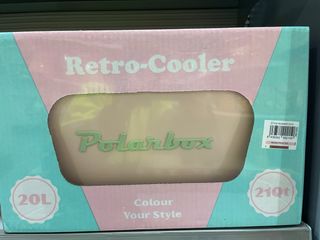 Retro-Cooler
Polarbox
20L
21Qt
Colour
Your Style